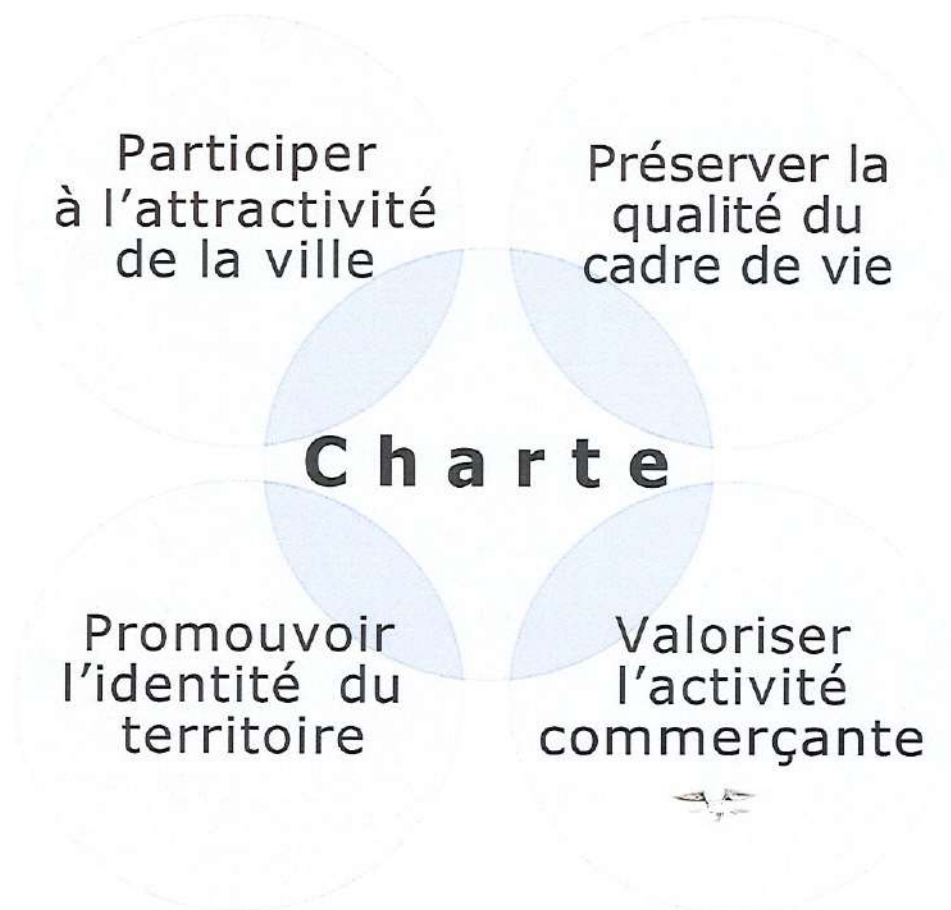 Participer
à l'attractivité
de la ville
Préserver la
qualité du
cadre de vie
Charte
Promouvoir
l'identité du
territoire
Valoriser
l'activité
commerçante